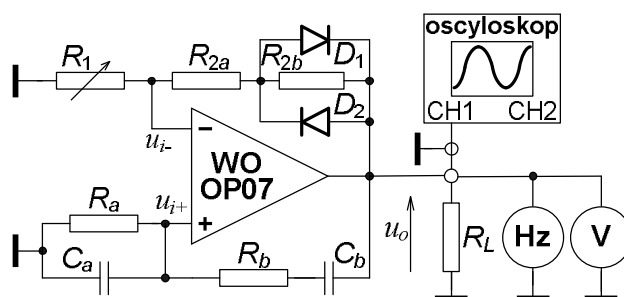 oscyloskop
CH1 CH2
R1 R2a R2b D1
D2
ui-
WO
OP07
Ra ui+
Ca Rb Cb
uo RL Hz V